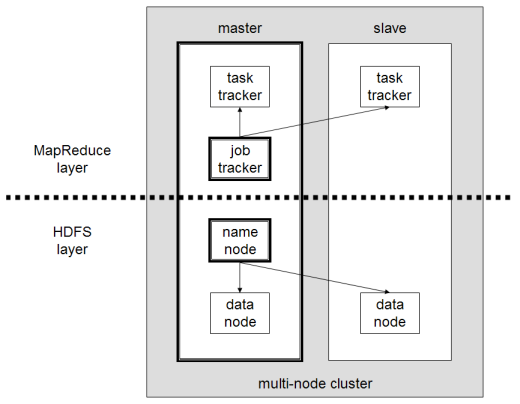 master
slave
task
tracker
task
tracker
MapReduce
layer
job
tracker
HDFS
layer
name
node
data
node
data
node
multi-node cluster